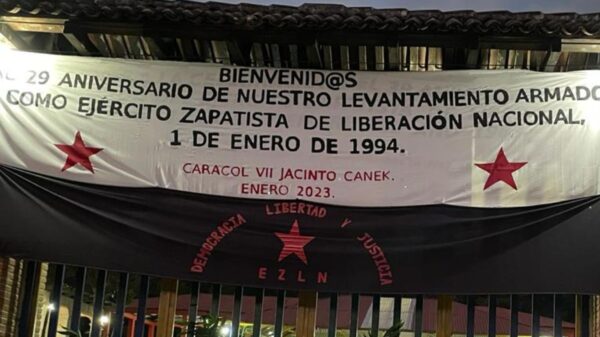 BIENVENID@S
AL 29 ANIVERSARIO DE NUESTRO LEVANTAMIENTO ARMADO
COMO EJÉRCITO ZAPATISTA DE LIBERACIÓN NACIONAL,
1 DE ENERO DE 1994.
CARACOL VII JACINTO CANEK.
ENERO 2023.
DEMOCRACIA LIBERTAD Y JUSTICIA
EZLN